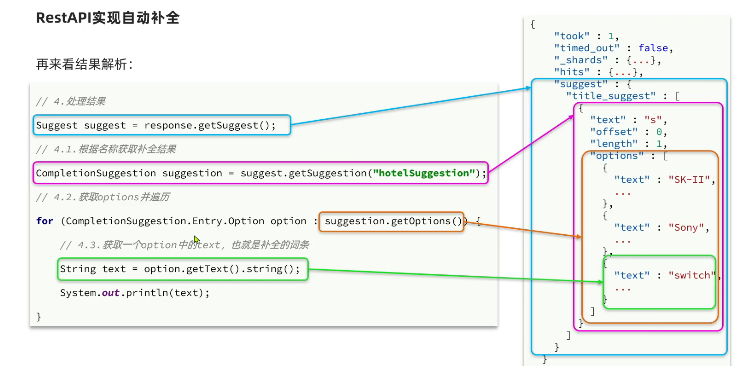 RestAPI实现自动补全
再来看结果解析：
// 4.处理结果
Suggest suggest = response.getSuggest();
// 4.1.根据名称获取补全结果
CompletionSuggestion suggestion = suggest.getSuggestion("hotelSuggestion");
// 4.2.获取options并遍历
for (CompletionSuggestion.Entry.Option option : suggestion.getOptions()) {
// 4.3.获取一个option中的text，也就是补全的词条
String text = option.getText().string();
System.out.println(text);
}
{
"took" : 1,
"timed_out" : false,
"_shards" : {...},
"hits" : {...},
"suggest" : {
"title_suggest" : [
{
"text" : "s",
"offset" : 0,
"length" : 1,
"options" : [
{
"text" : "SK-II",
...
},
{
"text" : "Sony",
...
},
{
"text" : "switch",
...
}
]
}
]
}
}